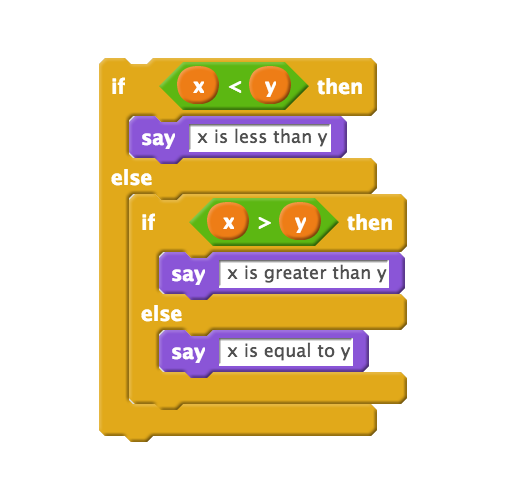 if x < y then
say x is less than y
else
if x > y then
say x is greater than y
else
say x is equal to y